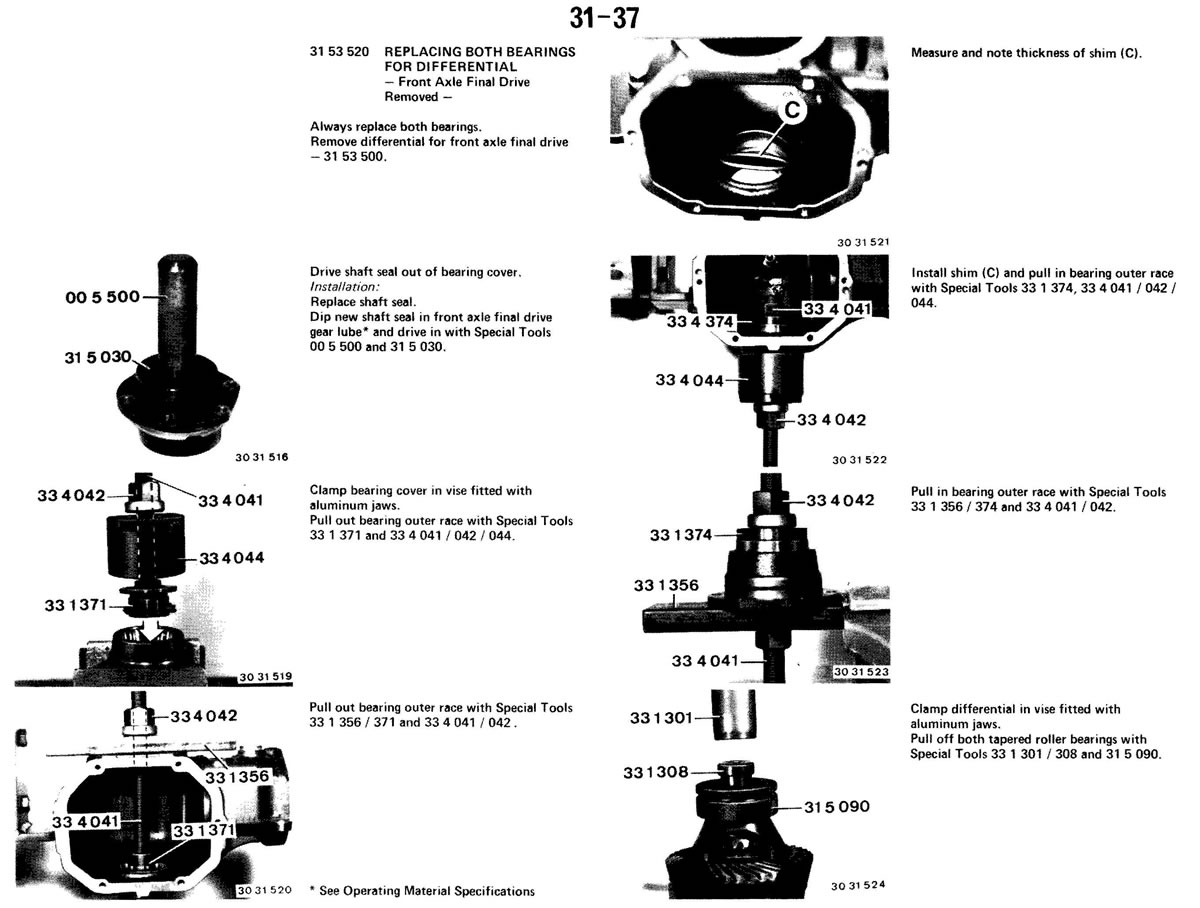 31-37
31 53 520 REPLACING BOTH BEARINGS
FOR DIFFERENTIAL
— Front Axle Final Drive
Removed —
Always replace both bearings.
Remove differential for front axle final drive
— 31 53 500.
00 5 500
31 5 030
30 31 516
Drive shaft seal out of bearing cover.
Installation:
Replace shaft seal.
Dip new shaft seal in front axle final drive
gear lube* and drive in with Special Tools
00 5 500 and 31 5 030.
33 4 042
33 4 041
33 4 044
33 1 371
30 31 519
Clamp bearing cover in vise fitted with
aluminum jaws.
Pull out bearing outer race with Special Tools
33 1 371 and 33 4 041 / 042 / 044.
33 4 042
33 1 356
33 4 041
33 1 371
30 31 520
Pull out bearing outer race with Special Tools
33 1 356 / 371 and 33 4 041 / 042 .
* See Operating Material Specifications
C
30 31 521
Measure and note thickness of shim (C).
33 4 041
33 4 374
33 4 044
33 4 042
30 31 522
Install shim (C) and pull in bearing outer race
with Special Tools 33 1 374, 33 4 041 / 042 /
044.
33 4 042
33 1 374
33 1 356
33 4 041
30 31 523
Pull in bearing outer race with Special Tools
33 1 356 / 374 and 33 4 041 / 042.
33 1 301
33 1 308
31 5 090
30 31 524
Clamp differential in vise fitted with
aluminum jaws.
Pull off both tapered roller bearings with
Special Tools 33 1 301 / 308 and 31 5 090.